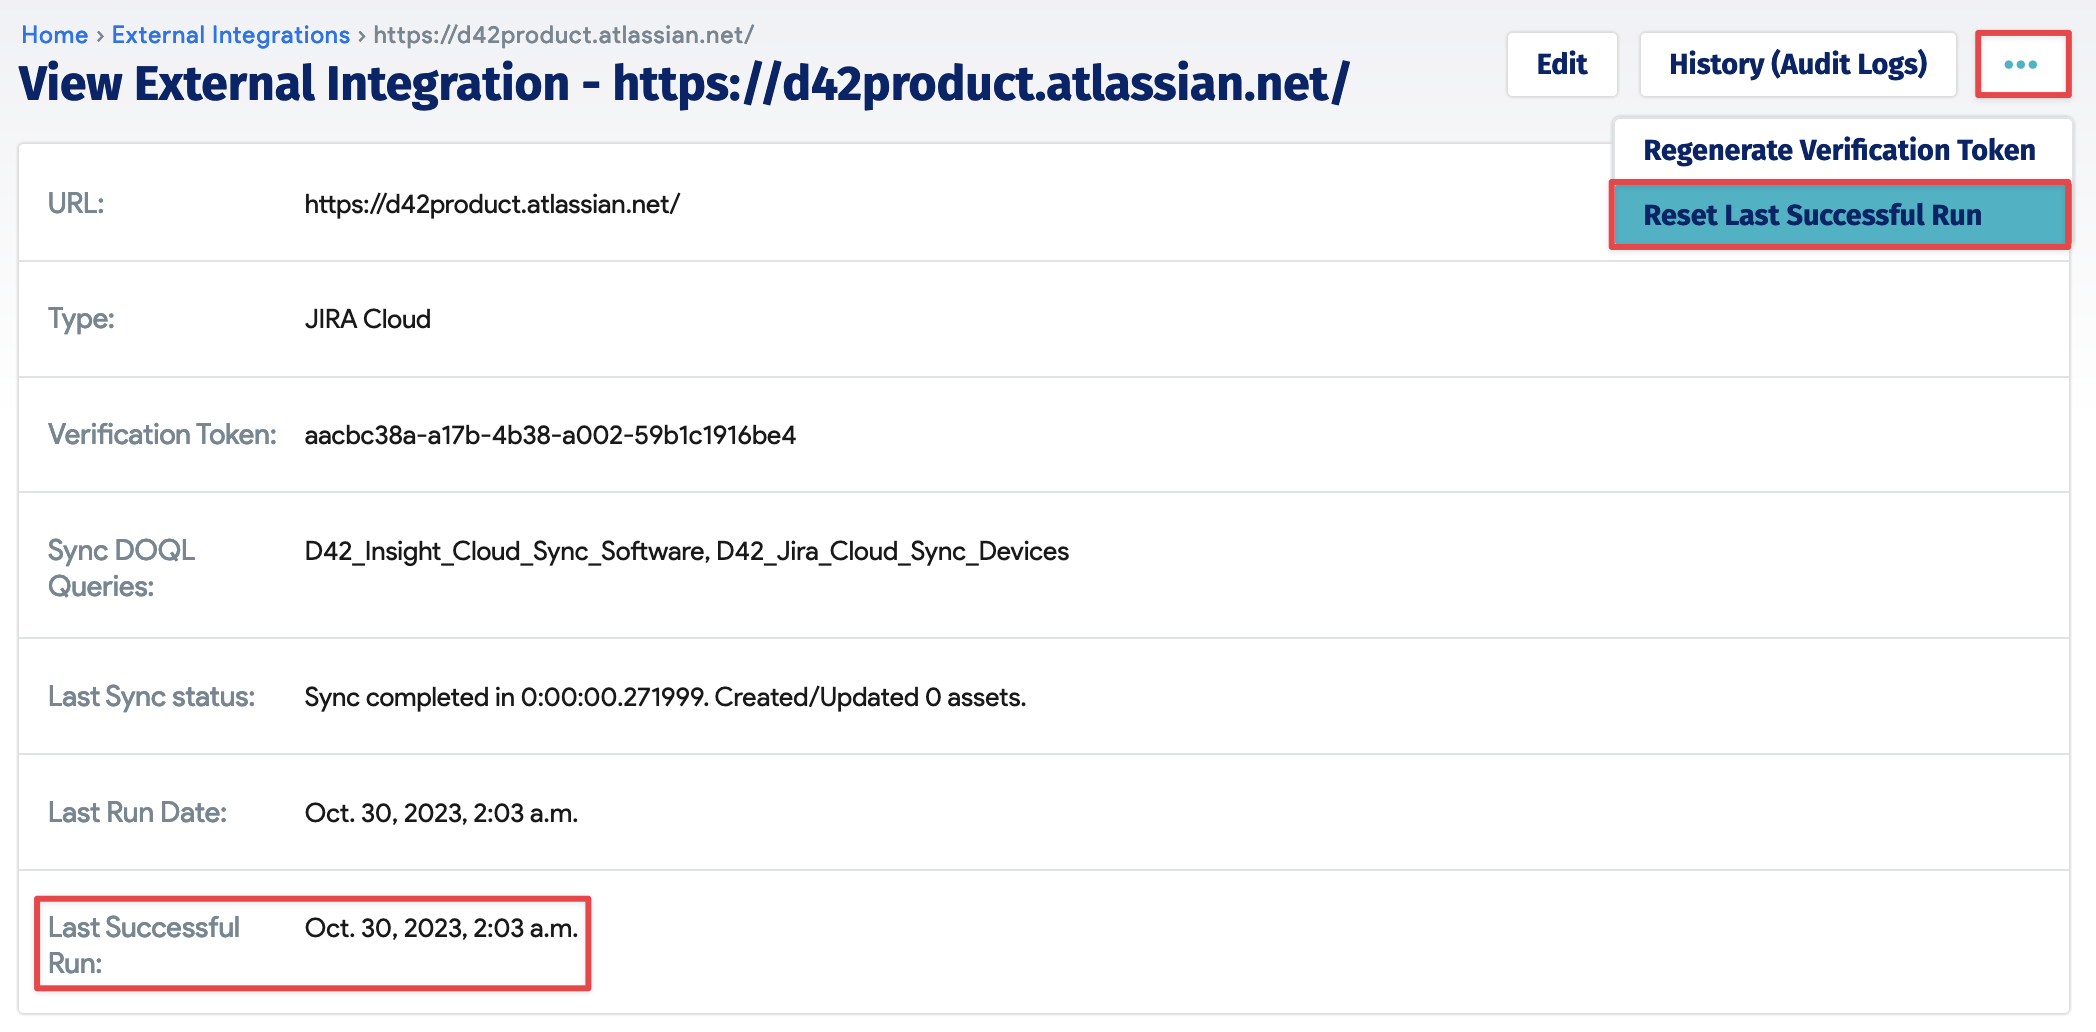 Home › External Integrations › https://d42product.atlassian.net/
View External Integration - https://d42product.atlassian.net/
Edit
History (Audit Logs)
•••
Regenerate Verification Token
Reset Last Successful Run
URL: https://d42product.atlassian.net/
Type: JIRA Cloud
Verification Token: aacbc38a-a17b-4b38-a002-59b1c1916be4
Sync DOQL D42_Insight_Cloud_Sync_Software, D42_Jira_Cloud_Sync_Devices
Queries:
Last Sync status: Sync completed in 0:00:00.271999. Created/Updated 0 assets.
Last Run Date: Oct. 30, 2023, 2:03 a.m.
Last Successful Oct. 30, 2023, 2:03 a.m.
Run: